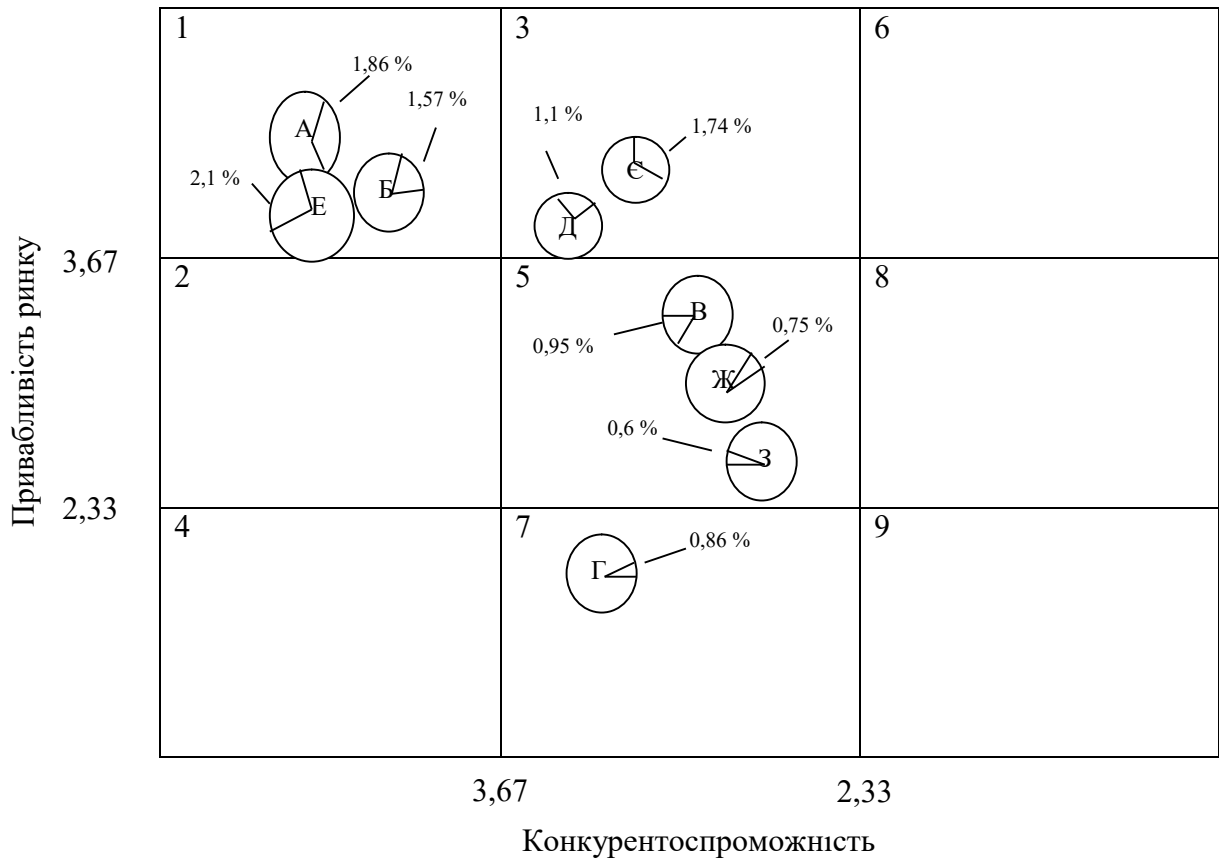 1
3
6
1,86 %
1,57 %
1,1 %
1,74 %
А
Б
Є
2,1 %
Е
Д
Привабливість ринку
3,67
2
5
8
В
0,95 %
0,75 %
Ж
0,6 %
З
2,33
4
7
9
0,86 %
Г
3,67
2,33
Конкурентоспроможність